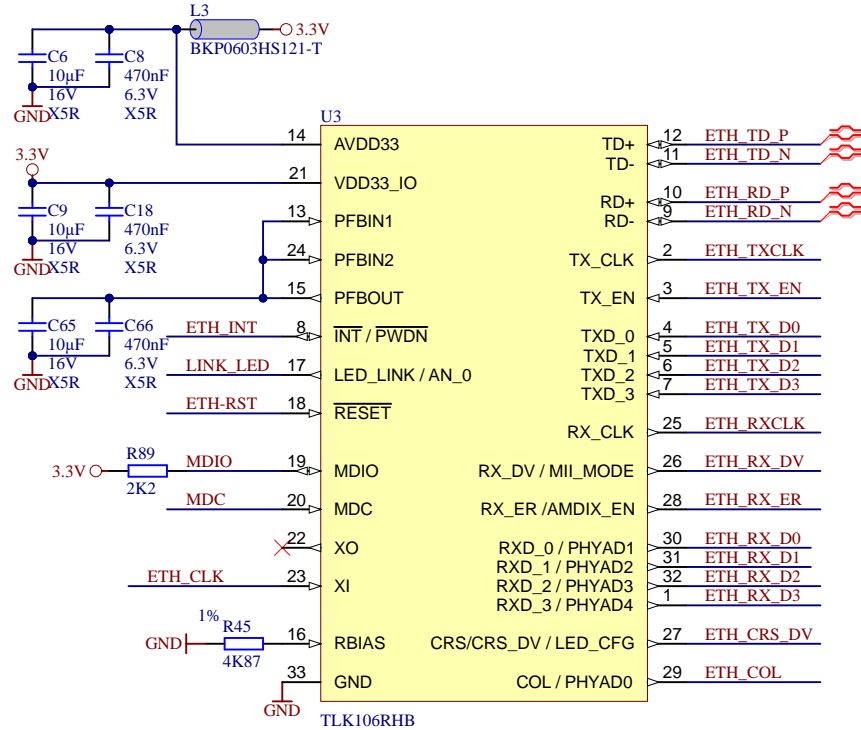 L3
3.3V
BKP0603HS121-T
C6
10µF
16V
X5R
C8
470nF
6.3V
X5R
GND
U3
14 AVDD33
3.3V
21 VDD33_IO
C9
10µF
16V
X5R
C18
470nF
6.3V
X5R
GND
13 PFBIN1
24 PFBIN2
15 PFBOUT
C65
10µF
16V
X5R
C66
470nF
6.3V
X5R
GND
ETH_INT 8 INT / PWDN
LINK_LED 17 LED_LINK / AN_0
ETH-RST 18 RESET
R89
3.3V MDIO 19 MDIO
2K2
MDC 20 MDC
22 XO
ETH_CLK 23 XI
1%
R45
GND 16 RBIAS
4K87
33 GND
GND
TD+ 12 ETH_TD_P
TD- 11 ETH_TD_N
RD+ 10 ETH_RD_P
RD- 9 ETH_RD_N
TX_CLK 2 ETH_TXCLK
TX_EN 3 ETH_TX_EN
TXD_0 4 ETH_TX_D0
TXD_1 5 ETH_TX_D1
TXD_2 6 ETH_TX_D2
TXD_3 7 ETH_TX_D3
RX_CLK 25 ETH_RXCLK
RX_DV / MII_MODE 26 ETH_RX_DV
RX_ER /AMDIX_EN 28 ETH_RX_ER
RXD_0 / PHYAD1 30 ETH_RX_D0
RXD_1 / PHYAD2 31 ETH_RX_D1
RXD_2 / PHYAD3 32 ETH_RX_D2
RXD_3 / PHYAD4 1 ETH_RX_D3
CRS/CRS_DV / LED_CFG 27 ETH_CRS_DV
COL / PHYAD0 29 ETH_COL
TLK106RHB